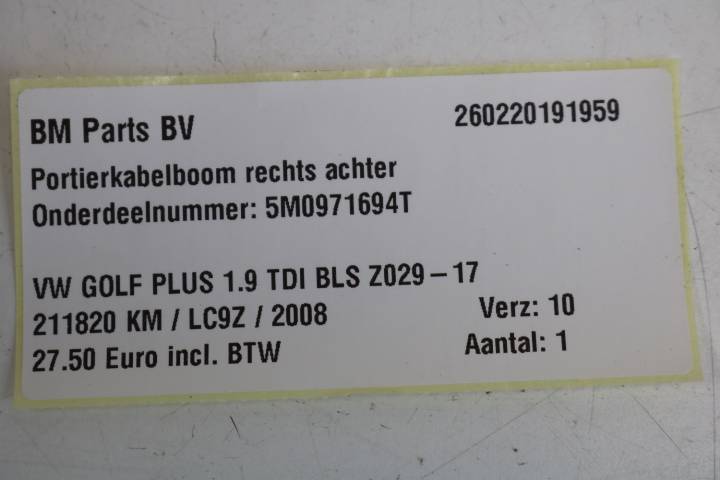 BM Parts BV 260220191959
Portierkabelboom rechts achter
Onderdeelnummer: 5M0971694T
VW GOLF PLUS 1.9 TDI BLS Z029-17
211820 KM / LC9Z / 2008 Verz: 10
27.50 Euro incl. BTW Aantal: 1